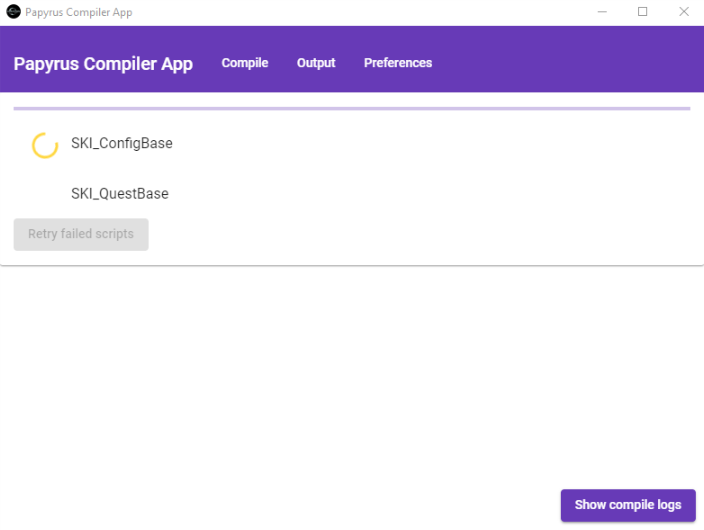 Papyrus Compiler App
Papyrus Compiler App Compile Output Preferences
SKI_ConfigBase
SKI_QuestBase
Retry failed scripts
Show compile logs